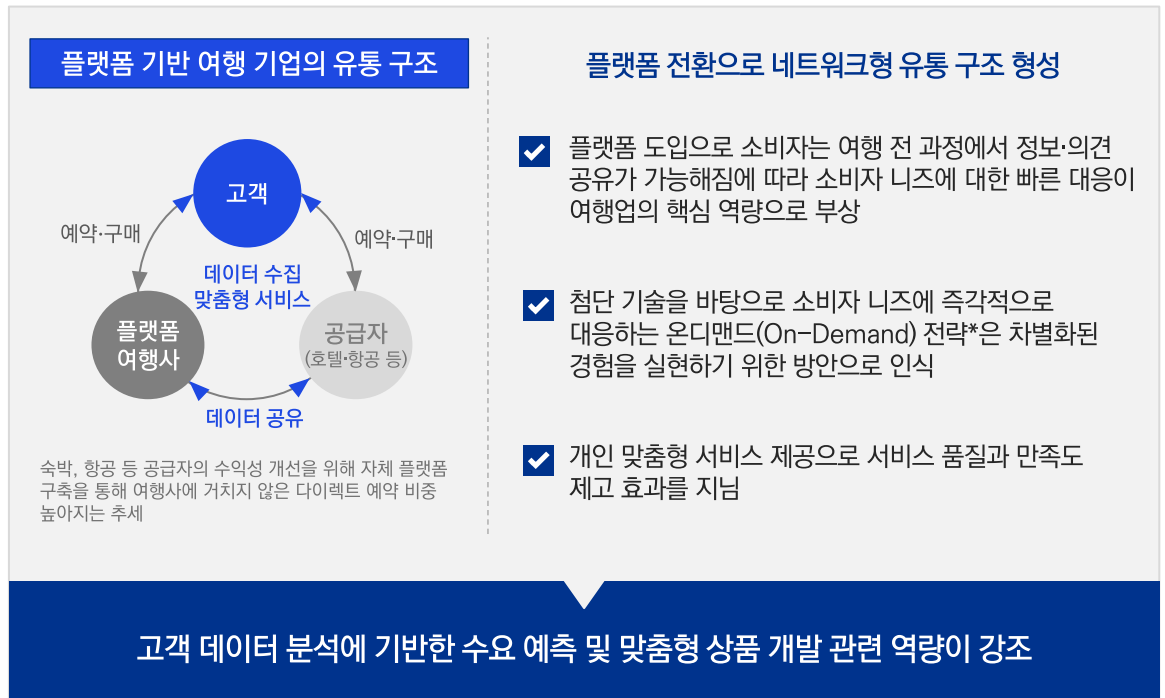 플랫폼 기반 여행 기업의 유통 구조
고객
예약·구매
예약·구매
데이터 수집
맞춤형 서비스
플랫폼
여행사
공급자
(호텔·항공 등)
데이터 공유
숙박, 항공 등 공급자의 수익성 개선을 위해 자체 플랫폼
구축을 통해 여행사에 거치지 않은 다이렉트 예약 비중
높아지는 추세
플랫폼 전환으로 네트워크형 유통 구조 형성
플랫폼 도입으로 소비자는 여행 전 과정에서 정보·의견
공유가 가능해짐에 따라 소비자 니즈에 대한 빠른 대응이
여행업의 핵심 역량으로 부상
첨단 기술을 바탕으로 소비자 니즈에 즉각적으로
대응하는 온디맨드(On-Demand) 전략*은 차별화된
경험을 실현하기 위한 방안으로 인식
개인 맞춤형 서비스 제공으로 서비스 품질과 만족도
제고 효과를 지님
고객 데이터 분석에 기반한 수요 예측 및 맞춤형 상품 개발 관련 역량이 강조